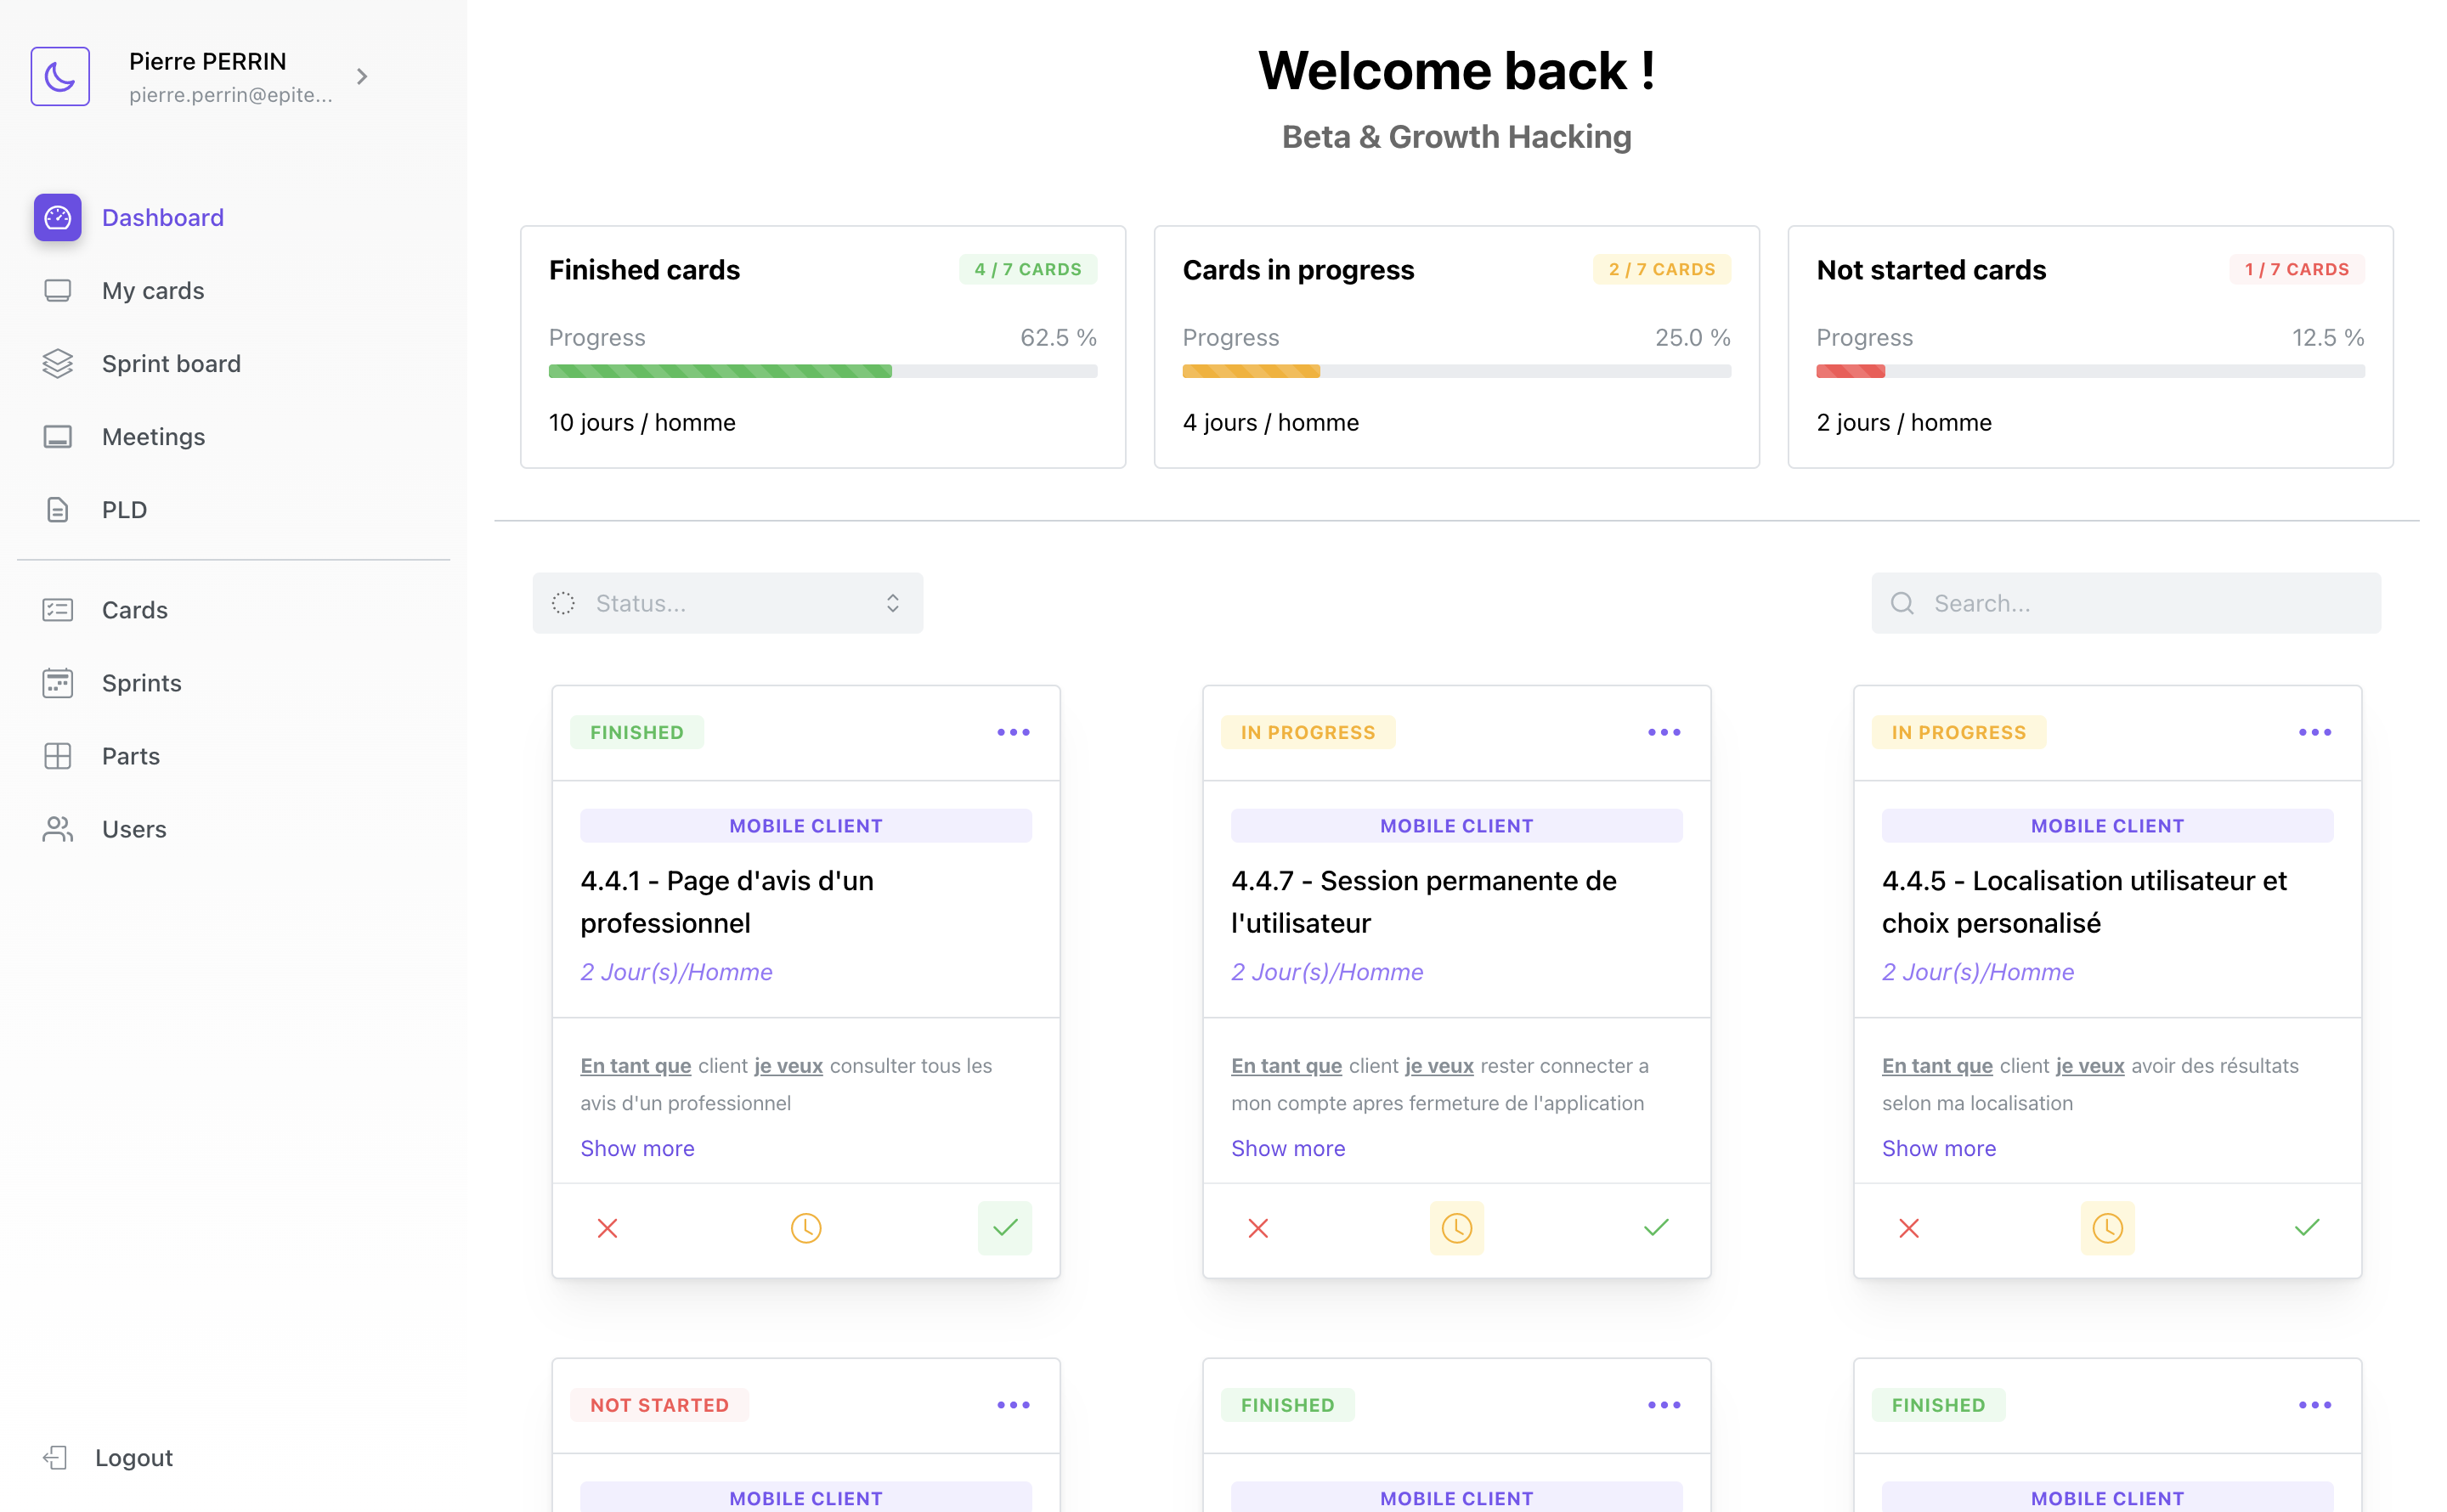 Pierre PERRIN
pierre.perrin@epite...
Dashboard
My cards
Sprint board
Meetings
PLD
Cards
Sprints
Parts
Users
Logout
Welcome back !
Beta & Growth Hacking
Finished cards
4 / 7 CARDS
Progress
62.5 %
10 jours / homme
Cards in progress
2 / 7 CARDS
Progress
25.0 %
4 jours / homme
Not started cards
1 / 7 CARDS
Progress
12.5 %
2 jours / homme
Status...
Search...
FINISHED
MOBILE CLIENT
4.4.1 - Page d'avis d'un
professionnel
2 Jour(s)/Homme
En tant que client je veux consulter tous les
avis d'un professionnel
Show more
IN PROGRESS
MOBILE CLIENT
4.4.7 - Session permanente de
l'utilisateur
2 Jour(s)/Homme
En tant que client je veux rester connecter a
mon compte apres fermeture de l'application
Show more
IN PROGRESS
MOBILE CLIENT
4.4.5 - Localisation utilisateur et
choix personalisé
2 Jour(s)/Homme
En tant que client je veux avoir des résultats
selon ma localisation
Show more
NOT STARTED
MOBILE CLIENT
FINISHED
MOBILE CLIENT
FINISHED
MOBILE CLIENT